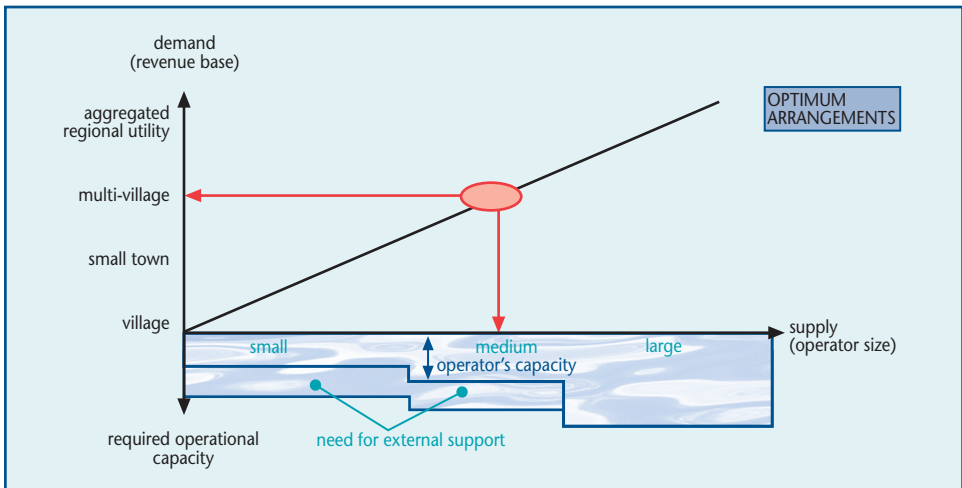 demand
(revenue base)
OPTIMUM
ARRANGEMENTS
aggregated
regional utility
multi-village
small town
village
supply
(operator size)
small
medium
large
operator’s capacity
need for external support
required operational
capacity